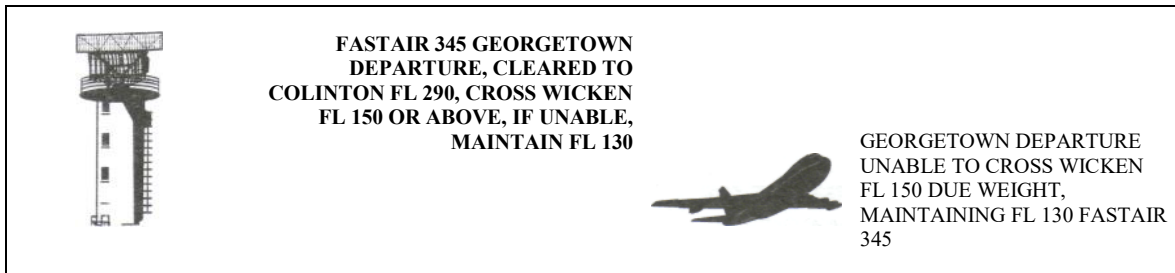 FASTAIR 345 GEORGETOWN
DEPARTURE, CLEARED TO
COLINTON FL 290, CROSS WICKEN
FL 150 OR ABOVE, IF UNABLE,
MAINTAIN FL 130
GEORGETOWN DEPARTURE
UNABLE TO CROSS WICKEN
FL 150 DUE WEIGHT,
MAINTAINING FL 130 FASTAIR
345